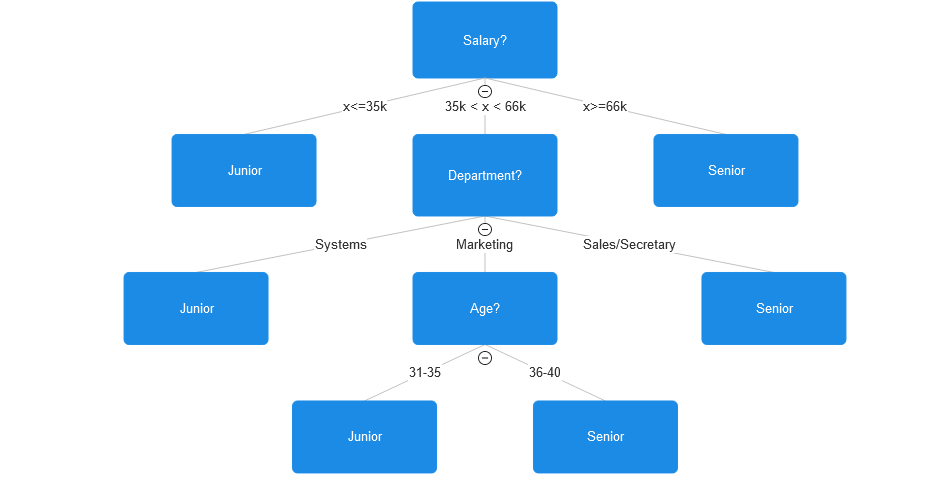 Salary?
x<=35k
35k < x < 66k
x>=66k
Junior
Department?
Senior
Systems
Marketing
Sales/Secretary
Junior
Age?
Senior
31-35
36-40
Junior
Senior